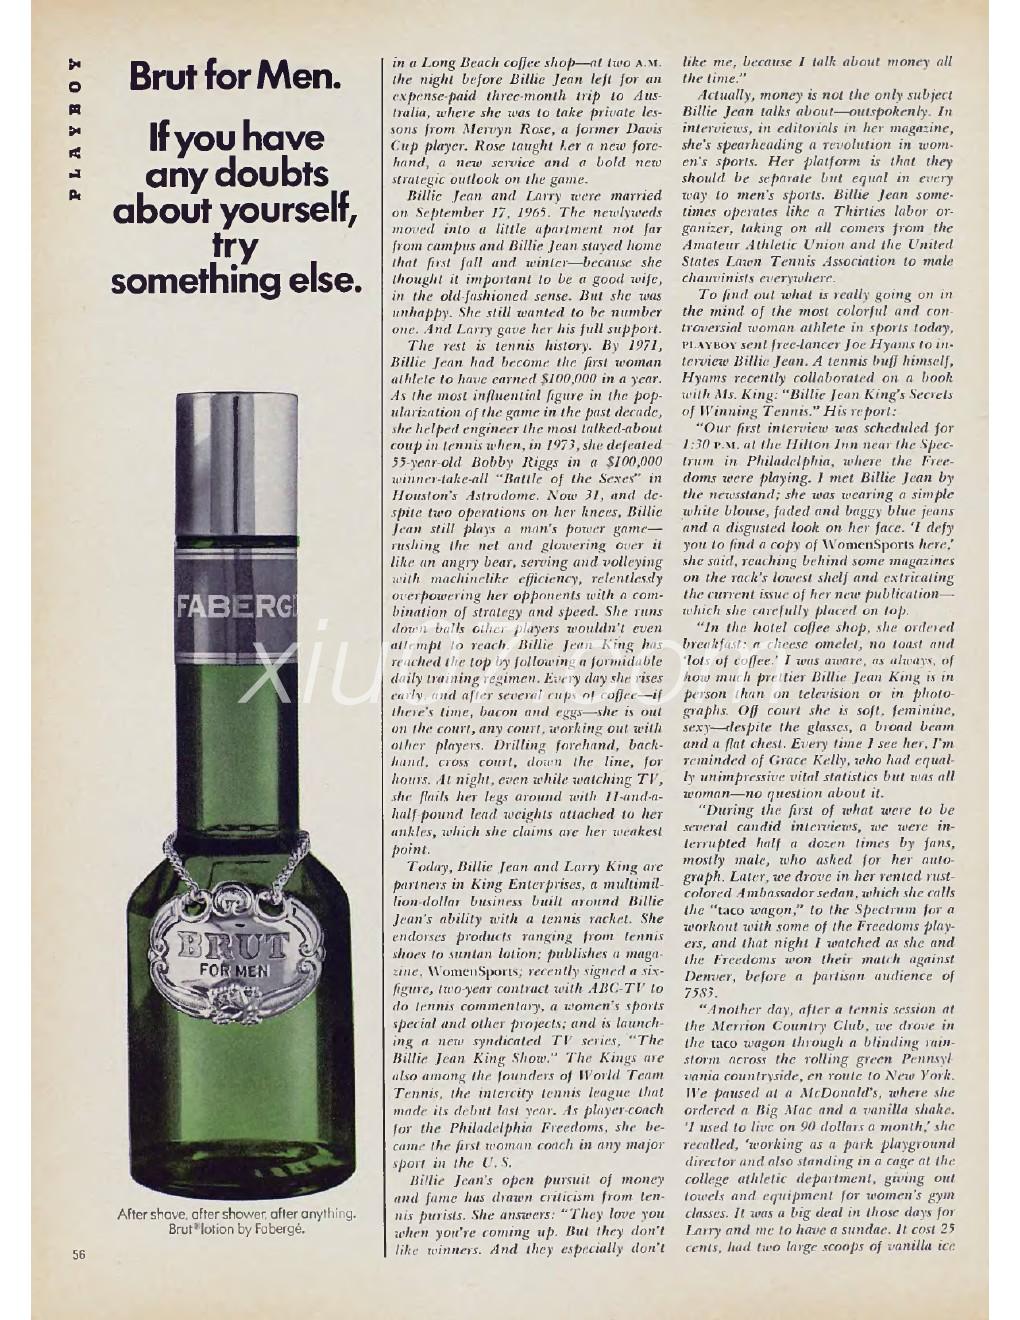 PLAYBOY
Brut for Men.
If you have
any doubts
about yourself,
try
something else.
FABERG
BRUT
FOR MEN
After shave, after shower, after anything.
Brut® lotion by Fabergé.
56
in a Long Beach coffee shop—at two A.M.
the night before Billie Jean left for an
expense-paid three-month trip to Aus-
tralia, where she was to take private les-
sons from Mervyn Rose, a former Davis
Cup player. Rose taught her a new fore-
hand, a new service and a bold new
strategic outlook on the game.
Billie Jean and Larry were married
on September 17, 1965. The newlyweds
moved into a little apartment not far
from campus and Billie Jean stayed home
that first fall and winter—because she
thought it important to be a good wife,
in the old-fashioned sense. But she was
unhappy. She still wanted to be number
one. And Larry gave her his full support.
The rest is tennis history. By 1971,
Billie Jean had become the first woman
athlete to have earned $100,000 in a year.
As the most influential figure in the pop-
ularization of the game in the past decade,
she helped engineer the most talked-about
coup in tennis when, in 1973, she defeated
55-year-old Bobby Riggs in a $100,000
winner-take-all "Battle of the Sexes" in
Houston's Astrodome. Now 31, and de-
spite two operations on her knees, Billie
Jean still plays a man's power game—
rushing the net and glowering over it
like an angry bear, serving and volleying
with machinelike efficiency, relentlessly
overpowering her opponents with a com-
bination of strategy and speed. She runs
down balls other players wouldn't even
attempt to reach. Billie Jean King has
reached the top by following a formidable
daily training regimen. Every day she rises
early, and after several cups of coffee—if
there's time, bacon and eggs—she is out
on the court, any court, working out with
other players. Drilling forehand, back-
hand, cross court, down the line, for
hours. At night, even while watching TV,
she flails her legs around with 11-and-a-
half-pound lead weights attached to her
ankles, which she claims are her weakest
point.
Today, Billie Jean and Larry King are
partners in King Enterprises, a multimil-
lion-dollar business built around Billie
Jean's ability with a tennis racket. She
endorses products ranging from tennis
shoes to suntan lotion; publishes a maga-
zine, WomenSports; recently signed a six-
figure, two-year contract with ABC-TV to
do tennis commentary, a women's sports
special and other projects; and is launch-
ing a new syndicated TV series, "The
Billie Jean King Show." The Kings are
also among the founders of World Team
Tennis, the intercity tennis league that
made its debut last year. As player-coach
for the Philadelphia Freedoms, she be-
came the first woman coach in any major
sport in the U. S.
Billie Jean's open pursuit of money
and fame has drawn criticism from ten-
nis purists. She answers: "They love you
when you're coming up. But they don't
like winners. And they especially don't
like me, because I talk about money all
the time."
Actually, money is not the only subject
Billie Jean talks about—outspokenly. In
interviews, in editorials in her magazine,
she's spearheading a revolution in wom-
en's sports. Her platform is that they
should be separate but equal in every
way to men's sports. Billie Jean some-
times operates like a Thirties labor or-
ganizer, taking on all comers from the
Amateur Athletic Union and the United
States Lawn Tennis Association to male
chauvinists everywhere.
To find out what is really going on in
the mind of the most colorful and con-
troversial woman athlete in sports today,
PLAYBOY sent free-lancer Joe Hyams to in-
terview Billie Jean. A tennis buff himself,
Hyams recently collaborated on a book
with Ms. King: "Billie Jean King's Secrets
of Winning Tennis." His report:
"Our first interview was scheduled for
1:30 P.M. at the Hilton Inn near the Spec-
trum in Philadelphia, where the Free-
doms were playing. I met Billie Jean by
the newsstand; she was wearing a simple
white blouse, faded and baggy blue jeans
and a disgusted look on her face. 'I defy
you to find a copy of WomenSports here,'
she said, reaching behind some magazines
on the rack's lowest shelf and extricating
the current issue of her new publication—
which she carefully placed on top.
"In the hotel coffee shop, she ordered
breakfast: a cheese omelet, no toast and
'lots of coffee.' I was aware, as always, of
how much prettier Billie Jean King is in
person than on television or in photo-
graphs. Off court she is soft, feminine,
sexy—despite the glasses, a broad beam
and a flat chest. Every time I see her, I'm
reminded of Grace Kelly, who had equal-
ly unimpressive vital statistics but was all
woman—no question about it.
"During the first of what were to be
several candid interviews, we were in-
terrupted half a dozen times by fans,
mostly male, who asked for her auto-
graph. Later, we drove in her rented rust-
colored Ambassador sedan, which she calls
the "taco wagon," to the Spectrum for a
workout with some of the Freedoms play-
ers, and that night I watched as she and
the Freedoms won their match against
Denver, before a partisan audience of
7583.
"Another day, after a tennis session at
the Merrion Country Club, we drove in
the taco wagon through a blinding rain-
storm across the rolling green Pennsyl-
vania countryside, en route to New York.
We paused at a McDonald's, where she
ordered a Big Mac and a vanilla shake.
'I used to live on 90 dollars a month,' she
recalled, 'working as a park playground
director and also standing in a cage at the
college athletic department, giving out
towels and equipment for women's gym
classes. It was a big deal in those days for
Larry and me to have a sundae. It cost 25
cents, had two large scoops of vanilla ice